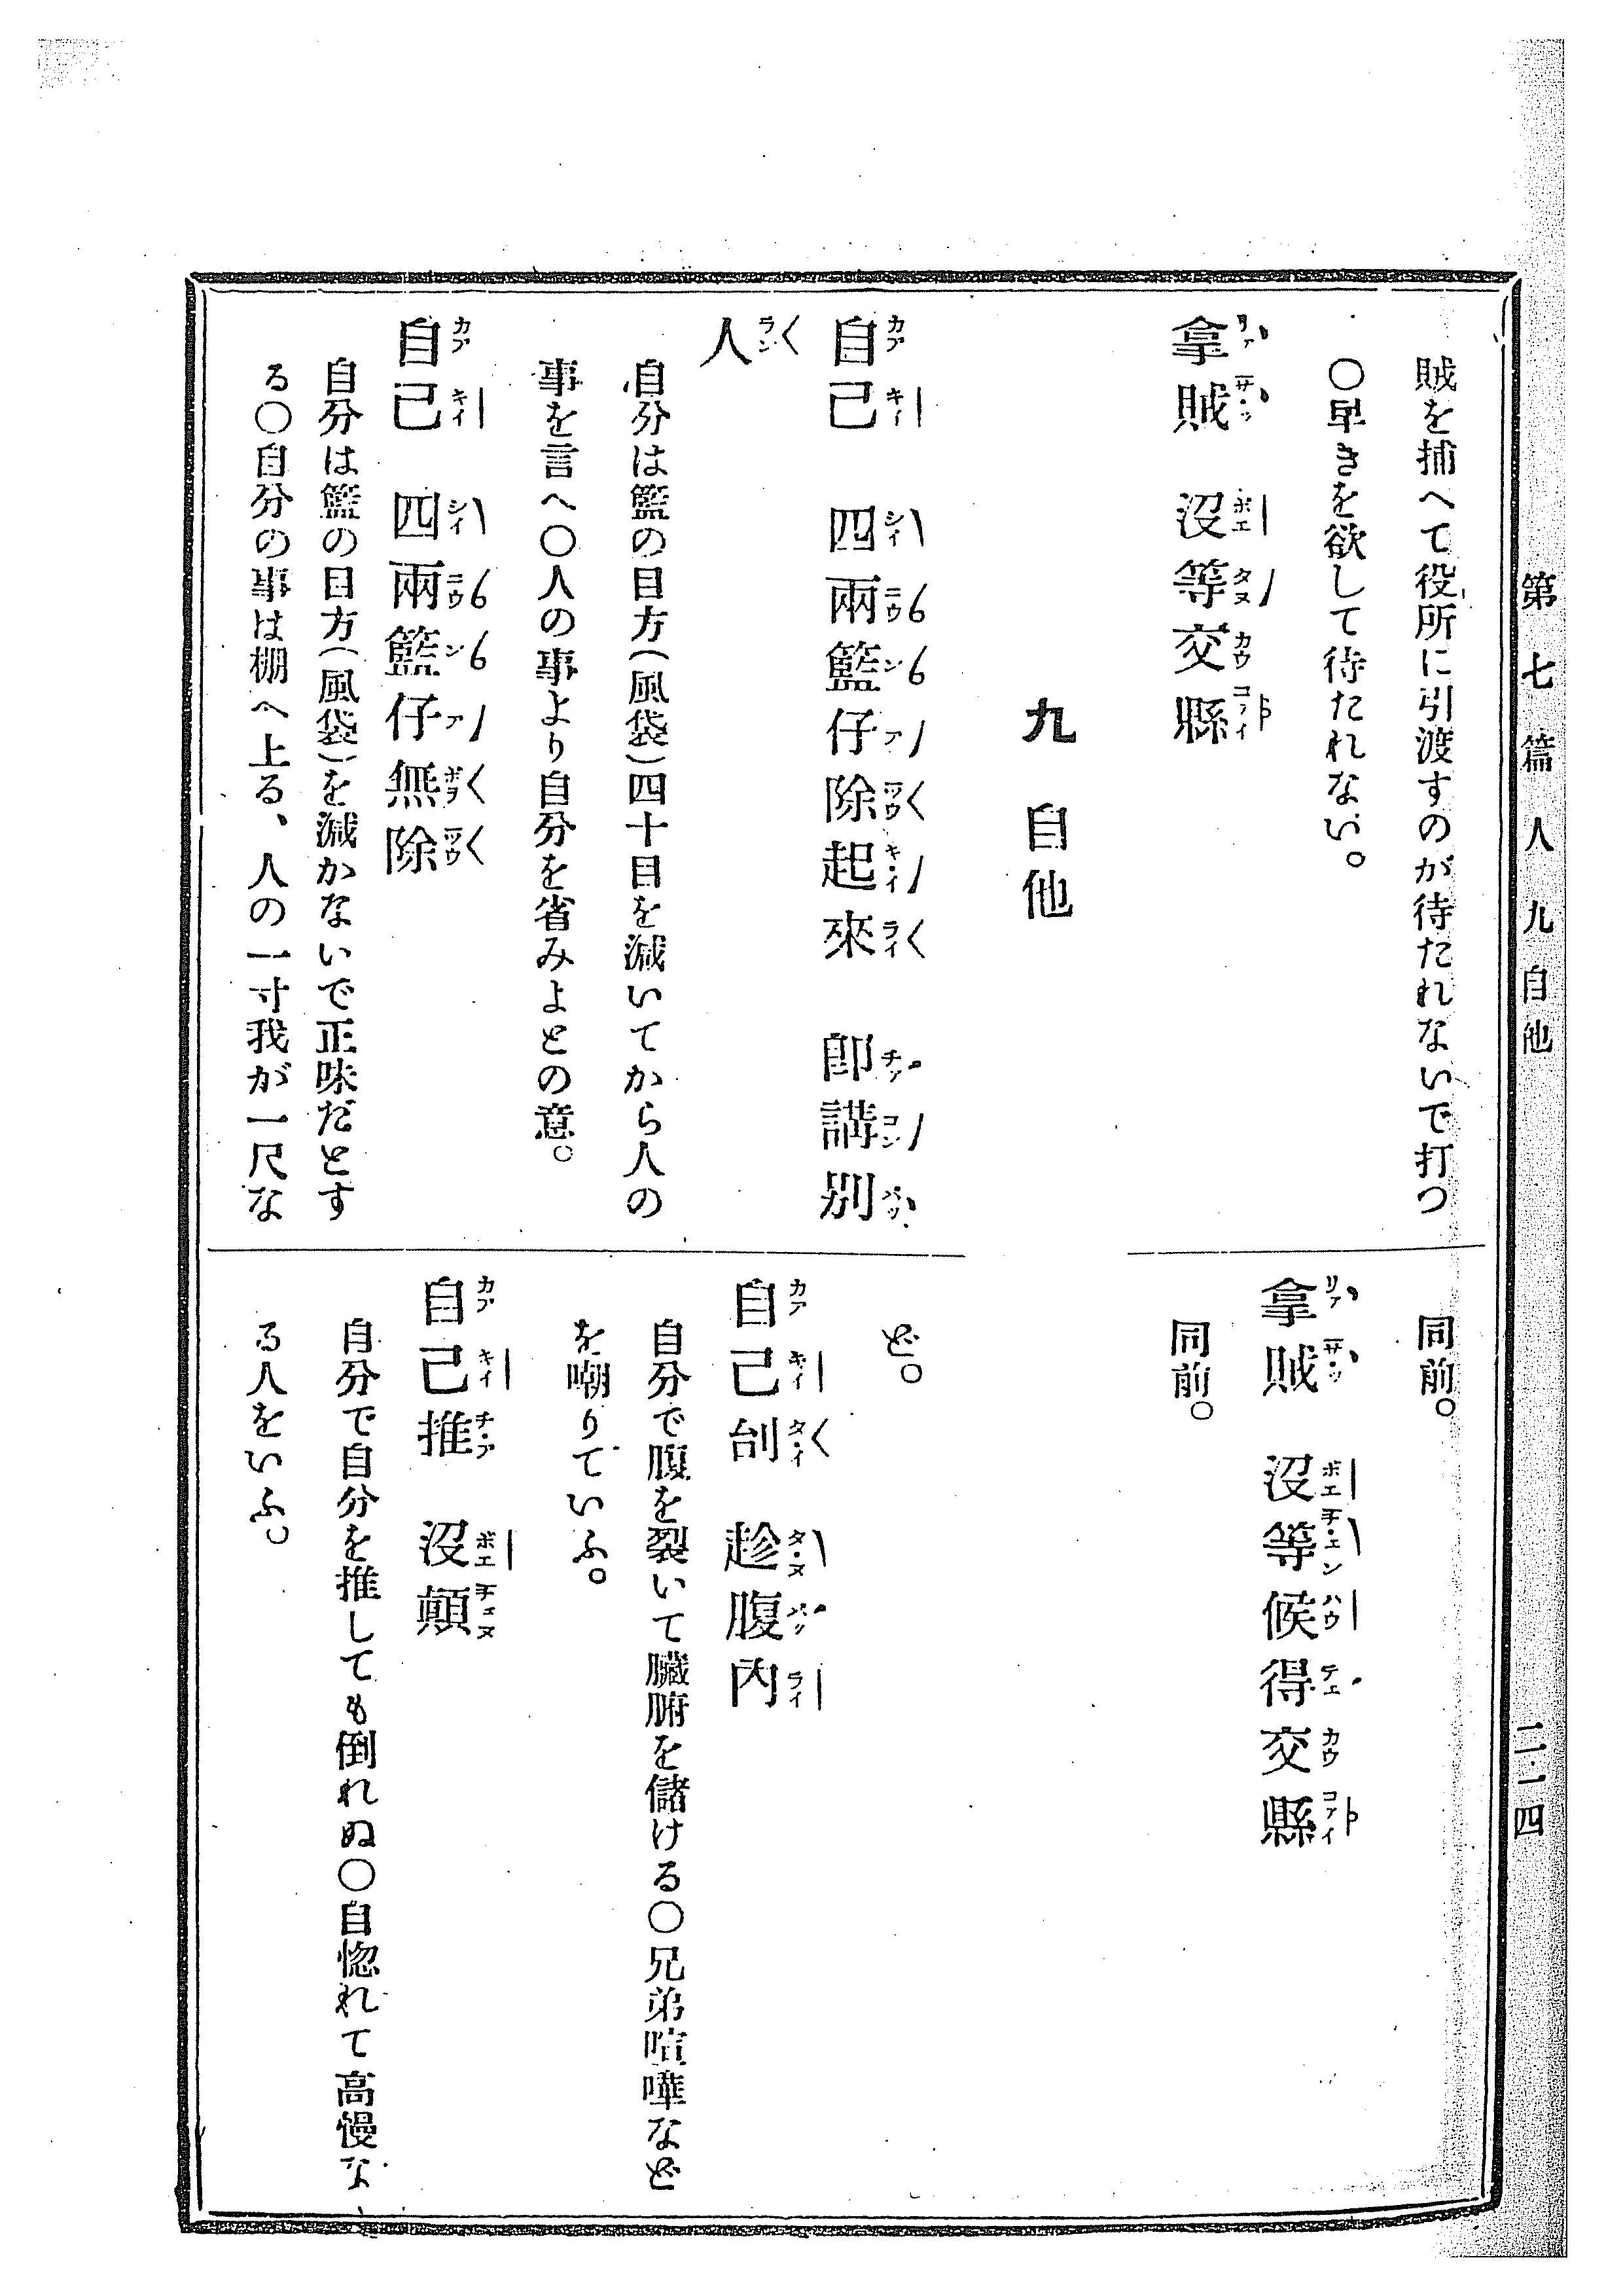 第七篇　人　九　自他
二一四
賊を捕へて役所に引渡すのが待たれないで打つ
〇早きを欲して待たれない。
拿賊　沒等交縣
九　自他
自己　四兩籃仔除起來　卽講別
人
自分は籃の目方（風袋）四十目を減いてから人の
事を言へ〇人の事より自分を省みよとの意。
自己　四兩籃仔無除
自分は籃の目方（風袋）を減かないで正味だとす
る〇自分の事は棚へ上る、人の一寸我が一尺な
同前。
拿賊　沒等候得交縣
同前。
ど。
自己刣　趁腹內
自分で腹を裂いて臟腑を儲ける〇兄弟喧嘩など
を嘲りていふ。
自己推　沒顛
自分で自分を推しても倒れぬ〇自惚れて高慢な
る人をいふ。